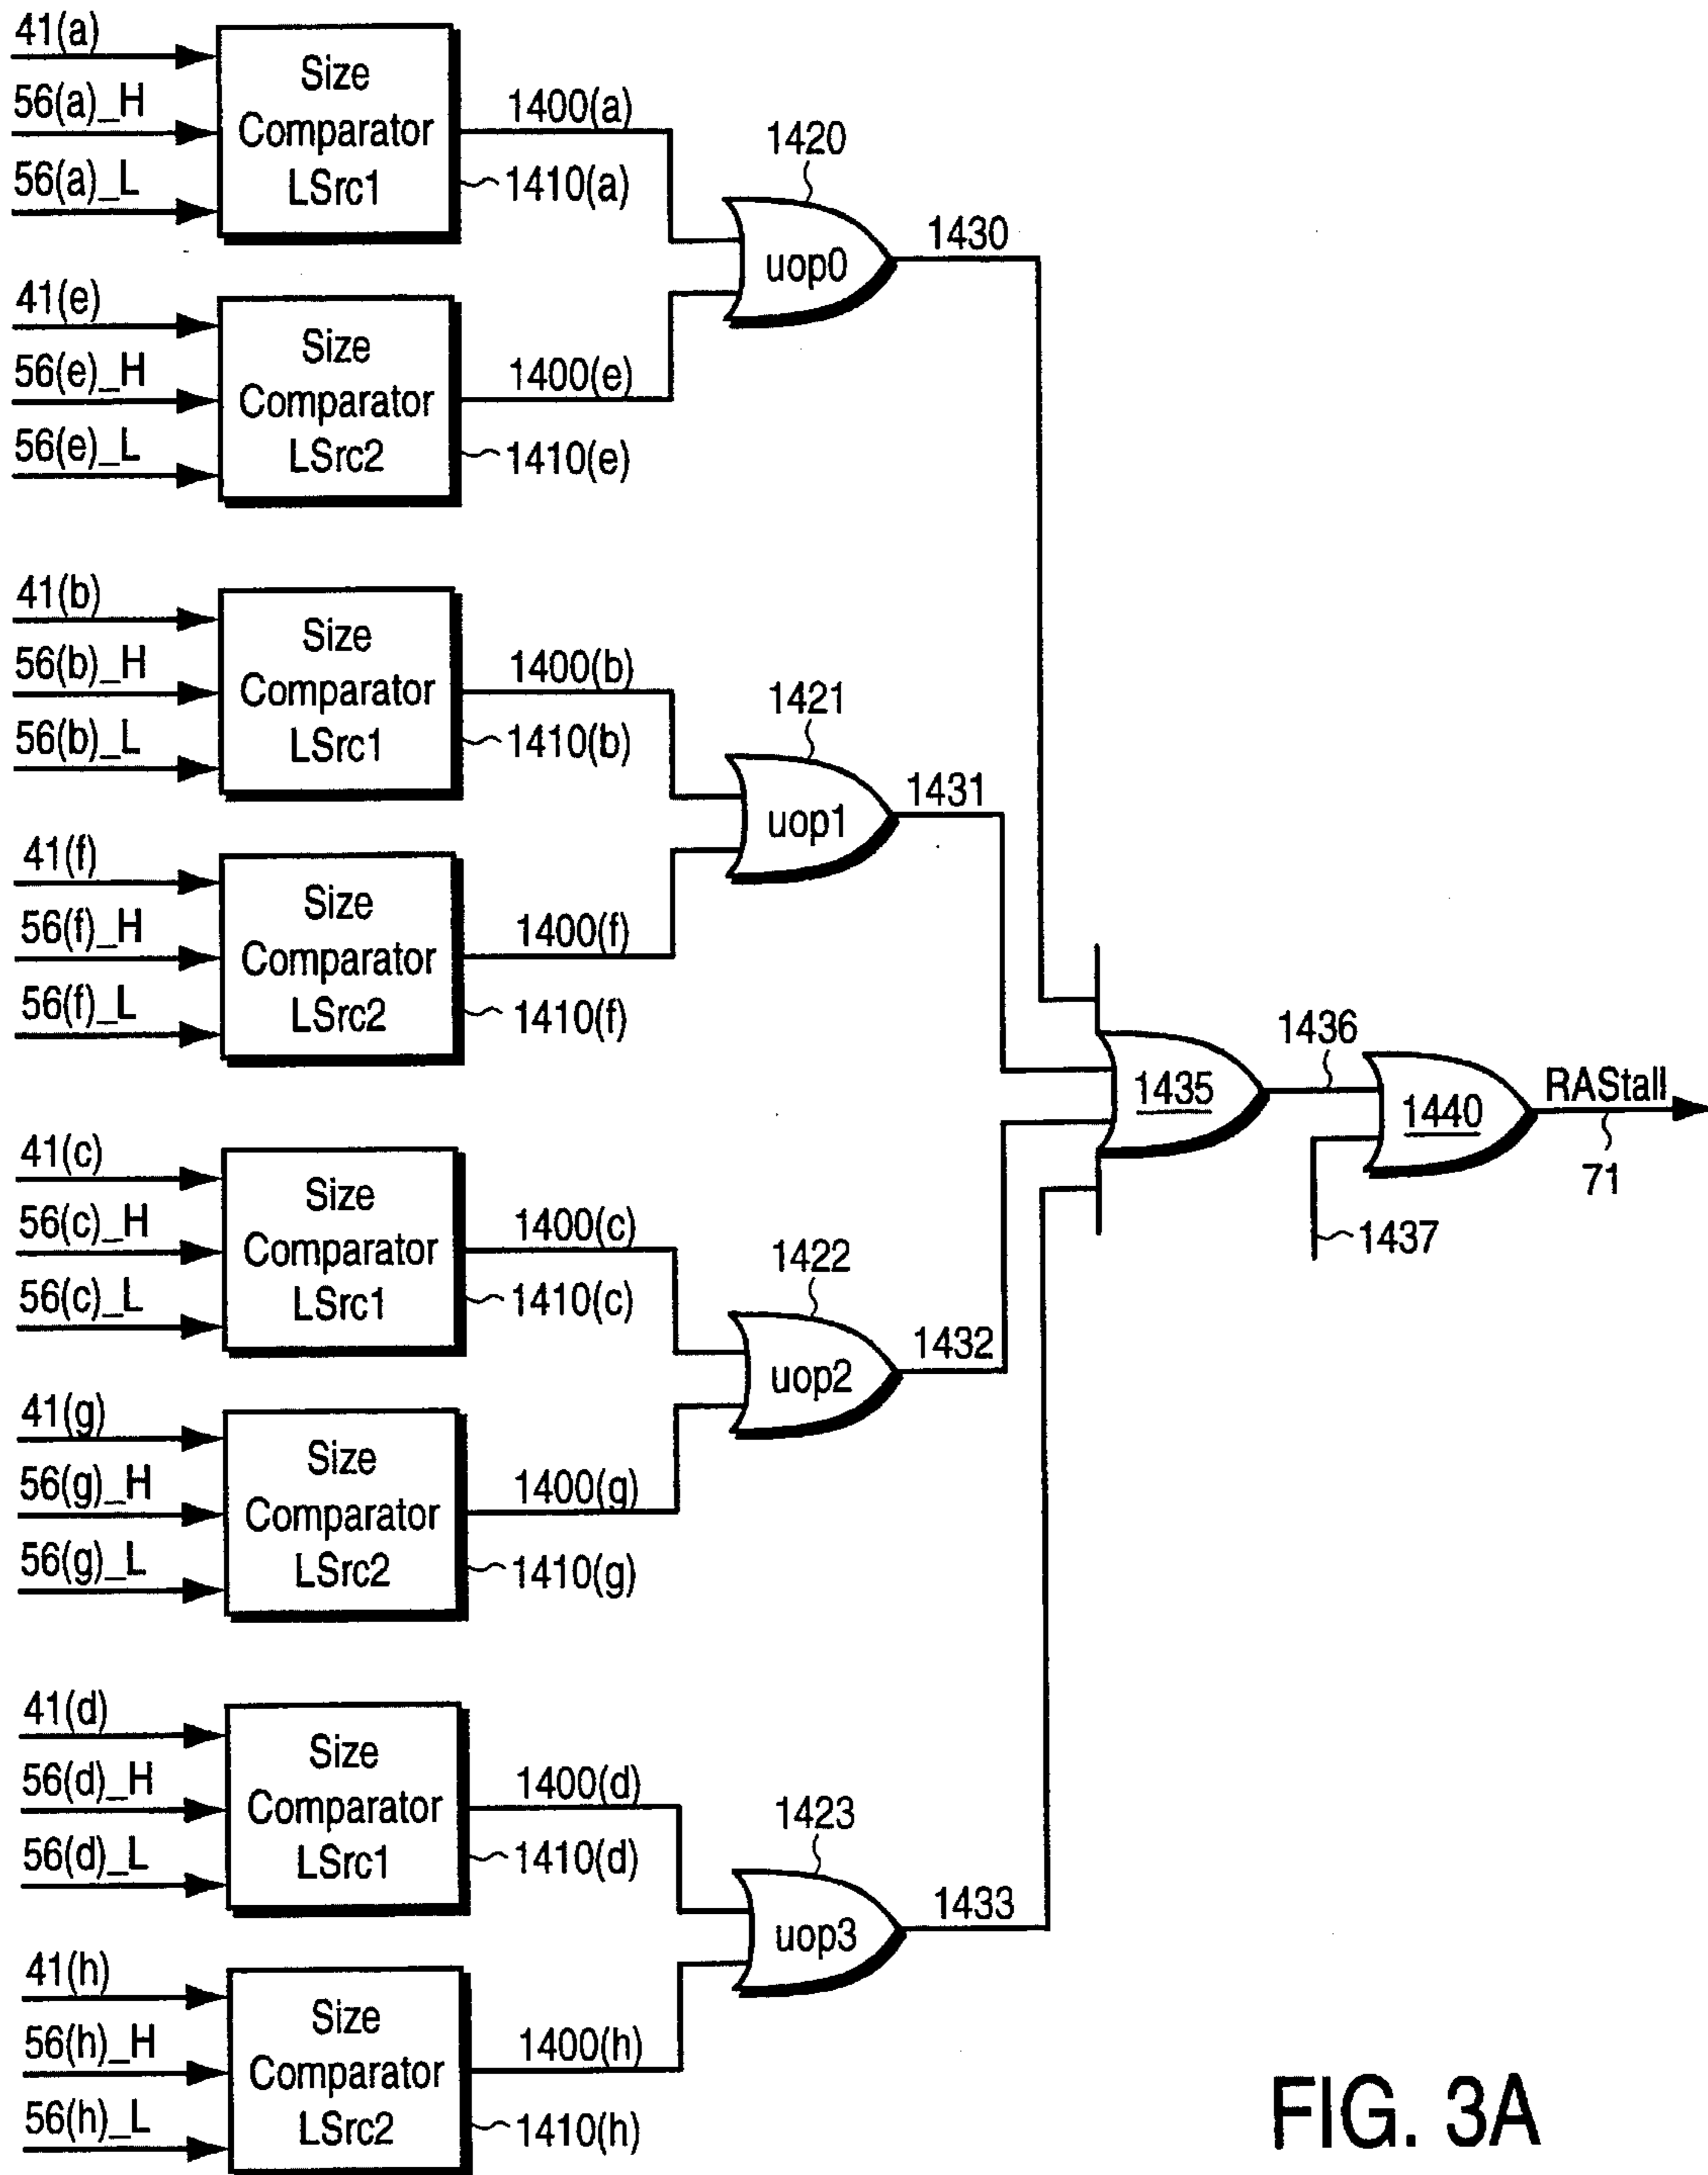 41(a)
56(a)_H
56(a)_L
Size
Comparator
LSrc1
1400(a)
1410(a)
1420
uop0
1430
41(e)
56(e)_H
56(e)_L
Size
Comparator
LSrc2
1400(e)
1410(e)
41(b)
56(b)_H
56(b)_L
Size
Comparator
LSrc1
1400(b)
1410(b)
1421
uop1
1431
41(f)
56(f)_H
56(f)_L
Size
Comparator
LSrc2
1400(f)
1410(f)
1435
1436
1440
RAStall
71
1437
41(c)
56(c)_H
56(c)_L
Size
Comparator
LSrc1
1400(c)
1410(c)
1422
uop2
1432
41(g)
56(g)_H
56(g)_L
Size
Comparator
LSrc2
1400(g)
1410(g)
41(d)
56(d)_H
56(d)_L
Size
Comparator
LSrc1
1400(d)
1410(d)
1423
uop3
1433
41(h)
56(h)_H
56(h)_L
Size
Comparator
LSrc2
1400(h)
1410(h)
FIG. 3A